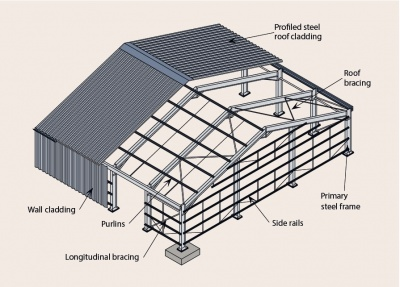 Profiled steel
roof cladding
Roof
bracing
Wall cladding
Purlins
Side rails
Primary
steel frame
Longitudinal bracing